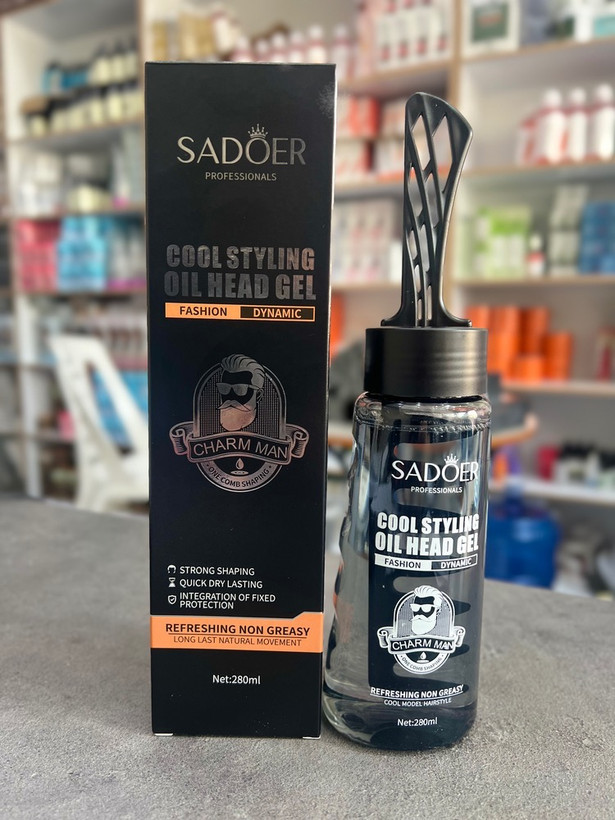 SADOER
PROFESSIONALS
COOL STYLING
OIL HEAD GEL
FASHION DYNAMIC
CHARM MAN
ONE COMB SHAPING
STRONG SHAPING
QUICK DRY LASTING
INTEGRATION OF FIXED
PROTECTION
REFRESHING NON GREASY
LONG LAST NATURAL MOVEMENT
Net:280ml
SADOER
PROFESSIONALS
COOL STYLING
OIL HEAD GEL
FASHION DYNAMIC
CHARM MAN
ONE COMB SHAPING
REFRESHING NON GREASY
COOL MODEL HAIRSTYLE
Net:280ml